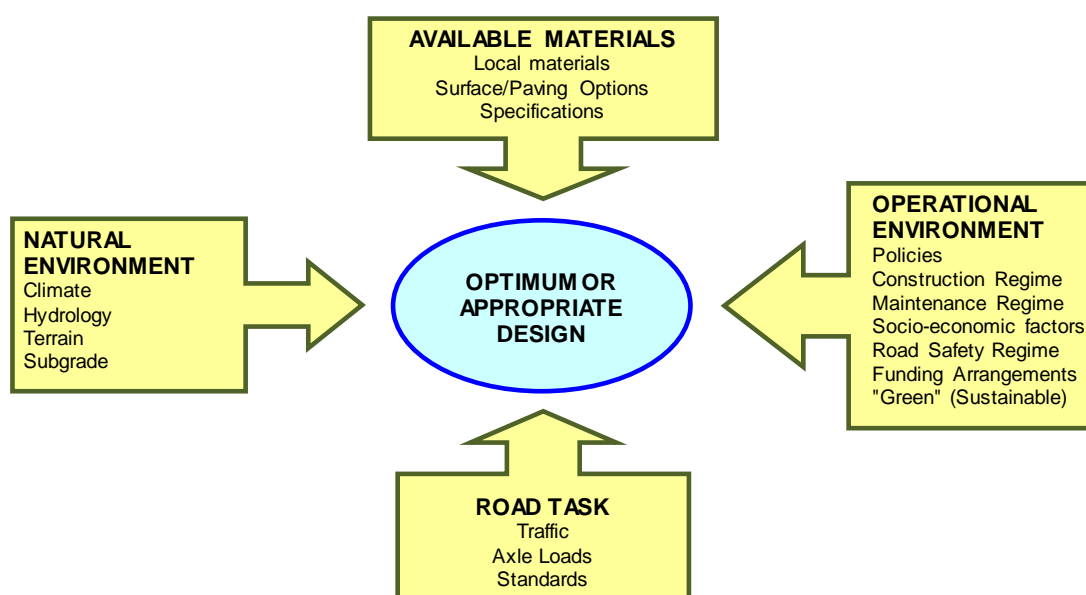 AVAILABLE MATERIALS
Local materials
Surface/Paving Options
Specifications
NATURAL
ENVIRONMENT
Climate
Hydrology
Terrain
Subgrade
OPTIMUM OR
APPROPRIATE
DESIGN
OPERATIONAL
ENVIRONMENT
Policies
Construction Regime
Maintenance Regime
Socio-economic factors
Road Safety Regime
Funding Arrangements
"Green" (Sustainable)
ROAD TASK
Traffic
Axle Loads
Standards